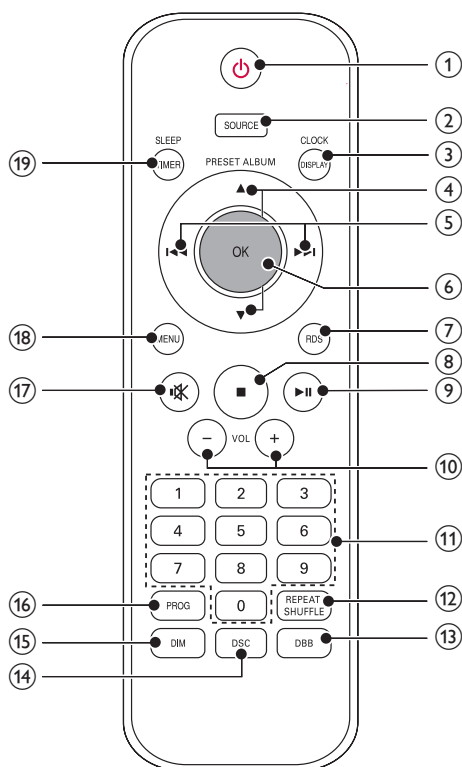 ①
SOURCE
②
SLEEP
CLOCK
⑲
TIMER
PRESET ALBUM
DISPLAY
③
④
⑤
OK
⑥
⑱
MENU
RDS
⑦
⑧
⑰
⑨
− VOL +
⑩
1 2 3
4 5 6
⑪
7 8 9
⑯
PROG
0
REPEAT
SHUFFLE
⑫
⑮
DIM
DSC
DBB
⑬
⑭